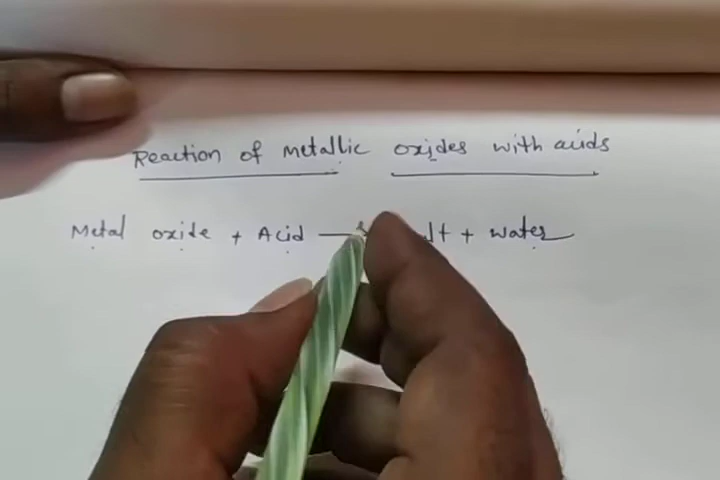 Reaction of metallic oxides with acids
Metal oxide + Acid + water